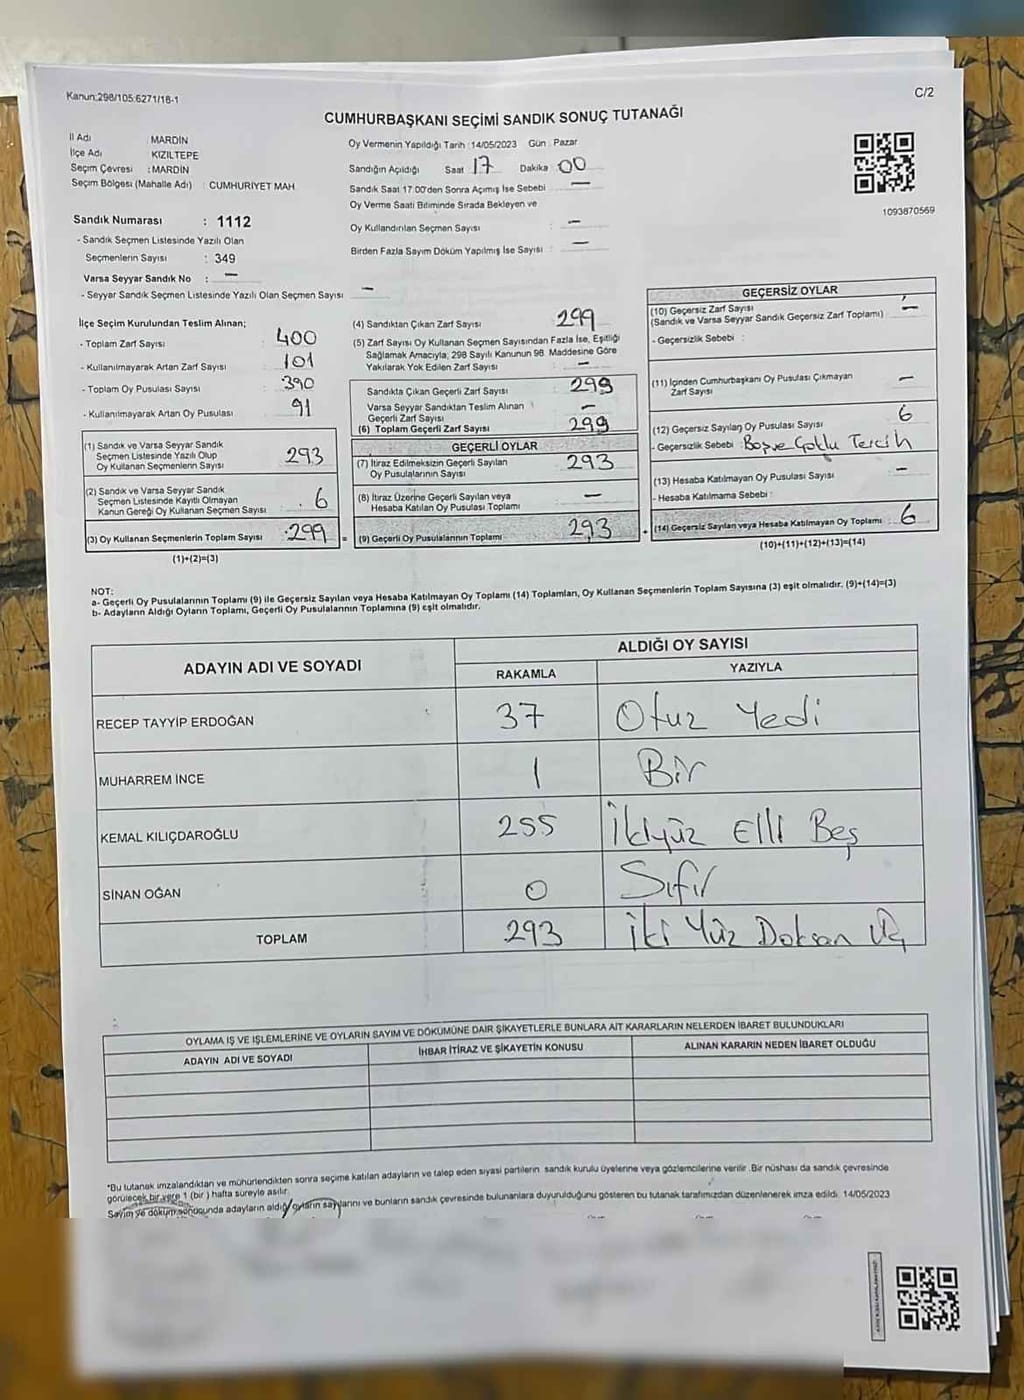 Kanun:298/105.6271/18-1
C/2
CUMHURBAŞKANI SEÇİMİ SANDIK SONUÇ TUTANAĞI
İl Adı : MARDİN
İlçe Adı : KIZILTEPE
Seçim Çevresi : MARDİN
Seçim Bölgesi (Mahalle Adı) : CUMHURİYET MAH.
Oy Vermenin Yapıldığı Tarih : 14/05/2023 Gün : Pazar
Sandığın Açıldığı Saat 17 Dakika 00
Sandık Saat 17:00'den Sonra Açımış İse Sebebi : —
Oy Verme Saati Bitiminde Sırada Bekleyen ve
Oy Kullandırılan Seçmen Sayısı : —
Birden Fazla Sayım Döküm Yapılmış İse Sayısı : —
1093870569
Sandık Numarası : 1112
- Sandık Seçmen Listesinde Yazılı Olan
Seçmenlerin Sayısı : 349
Varsa Seyyar Sandık No : —
- Seyyar Sandık Seçmen Listesinde Yazılı Olan Seçmen Sayısı : —
İlçe Seçim Kurulundan Teslim Alınan;
- Toplam Zarf Sayısı : 400
- Kullanılmayarak Artan Zarf Sayısı : 101
- Toplam Oy Pusulası Sayısı : 390
- Kullanılmayarak Artan Oy Pusulası : 91
(1) Sandık ve Varsa Seyyar Sandık
Seçmen Listesinde Yazılı Olup
Oy Kullanan Seçmenlerin Sayısı : 293
(2) Sandık ve Varsa Seyyar Sandık
Seçmen Listesinde Kayıtlı Olmayan
Kanun Gereği Oy Kullanan Seçmen Sayısı : 6
(3) Oy Kullanan Seçmenlerin Toplam Sayısı : 299 =
(1)+(2)=(3)
(4) Sandıktan Çıkan Zarf Sayısı : 299
(5) Zarf Sayısı Oy Kullanan Seçmen Sayısından Fazla İse, Eşitliği
Sağlamak Amacıyla, 298 Sayılı Kanunun 98. Maddesine Göre
Yakılarak Yok Edilen Zarf Sayısı : —
Sandıkta Çıkan Geçerli Zarf Sayısı : 299
Varsa Seyyar Sandıktan Teslim Alınan
Geçerli Zarf Sayısı : —
(6) Toplam Geçerli Zarf Sayısı : 299
GEÇERLİ OYLAR
(7) İtiraz Edilmeksizin Geçerli Sayılan
Oy Pusulalarının Sayısı : 293
(8) İtiraz Üzerine Geçerli Sayılan veya
Hesaba Katılan Oy Pusulası Toplamı : —
(9) Geçerli Oy Pusulalarının Toplamı : 293 +
GEÇERSİZ OYLAR
(10) Geçersiz Zarf Sayısı
(Sandık ve Varsa Seyyar Sandık Geçersiz Zarf Toplamı) : —
- Geçersizlik Sebebi :
(11) İçinden Cumhurbaşkanı Oy Pusulası Çıkmayan
Zarf Sayısı : —
(12) Geçersiz Sayılan Oy Pusulası Sayısı : 6
- Geçersizlik Sebebi : Boş ve Çoklu Tercih
(13) Hesaba Katılmayan Oy Pusulası Sayısı : —
- Hesaba Katılmama Sebebi :
(14) Geçersiz Sayılan veya Hesaba Katılmayan Oy Toplamı : 6
(10)+(11)+(12)+(13)=(14)
NOT:
a- Geçerli Oy Pusulalarının Toplamı (9) ile Geçersiz Sayılan veya Hesaba Katılmayan Oy Toplamı (14) Toplamları, Oy Kullanan Seçmenlerin Toplam Sayısına (3) eşit olmalıdır. (9)+(14)=(3)
b- Adayların Aldığı Oyların Toplamı, Geçerli Oy Pusulalarının Toplamına (9) eşit olmalıdır.
ADAYIN ADI VE SOYADI
ALDIĞI OY SAYISI
RAKAMLA YAZIYLA
RECEP TAYYİP ERDOĞAN 37 Otuz Yedi
MUHARREM İNCE 1 Bir
KEMAL KILIÇDAROĞLU 255 İkiyüz Elli Beş
SİNAN OĞAN 0 Sıfır
TOPLAM 293 İki Yüz Doksan Üç
OYLAMA İŞ VE İŞLEMLERİNE VE OYLARIN SAYIM VE DÖKÜMÜNE DAİR ŞİKAYETLERLE BUNLARA AİT KARARLARIN NELERDEN İBARET BULUNDUKLARI
ADAYIN ADI VE SOYADI İHBAR İTİRAZ VE ŞİKAYETİN KONUSU ALINAN KARARIN NEDEN İBARET OLDUĞU
*Bu tutanak imzalandıktan ve mühürlendikten sonra seçime katılan adayların ve talep eden siyasi partilerin sandık kurulu üyelerine veya gözlemcilerine verilir. Bir nüshası da sandık çevresinde
görülecek bir yere 1 (bir) hafta süreyle asılır.
Sayım ve döküm sonucunda adayların aldığı oyların sayılarını ve bunların sandık çevresinde bulunanlara duyurulduğunu gösteren bu tutanak tarafımızdan düzenlenerek imza edildi. 14/05/2023